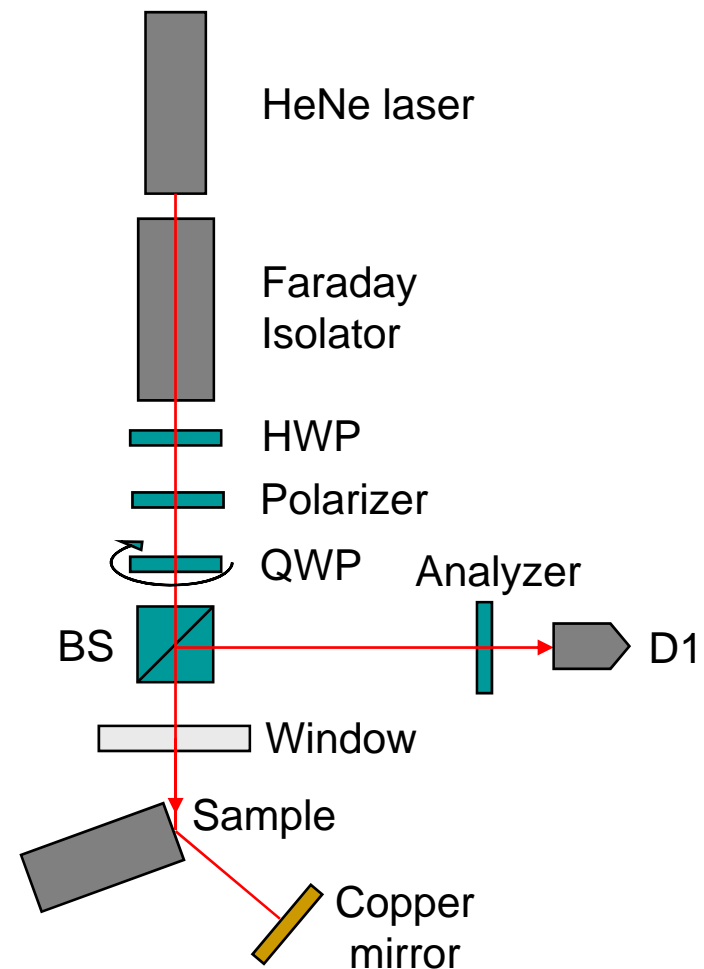 HeNe laser
Faraday
Isolator
HWP
Polarizer
QWP
Analyzer
BS
D1
Window
Sample
Copper
mirror